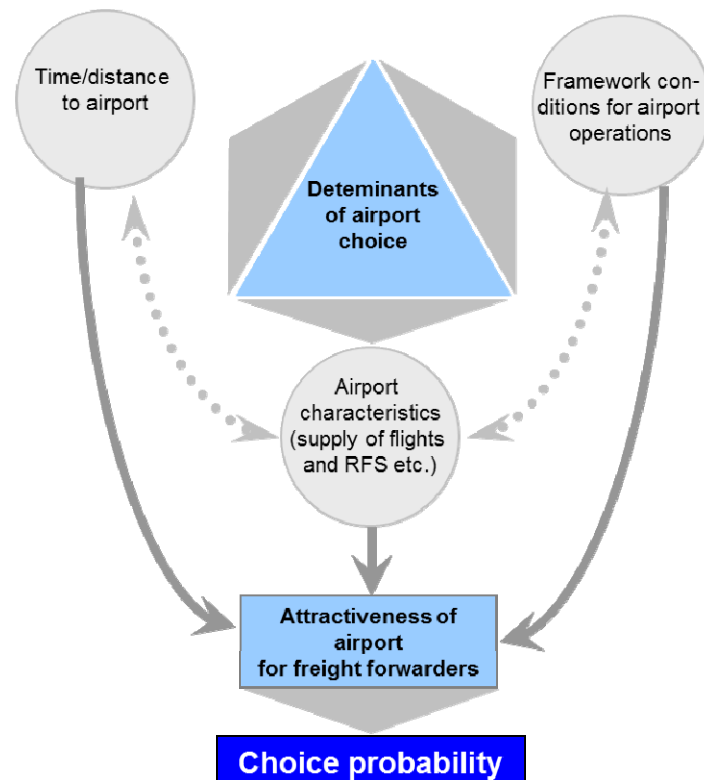 Time/distance
to airport
Framework con-
ditions for airport
operations
Deteminants
of airport
choice
Airport
characteristics
(supply of flights
and RFS etc.)
Attractiveness of
airport
for freight forwarders
Choice probability